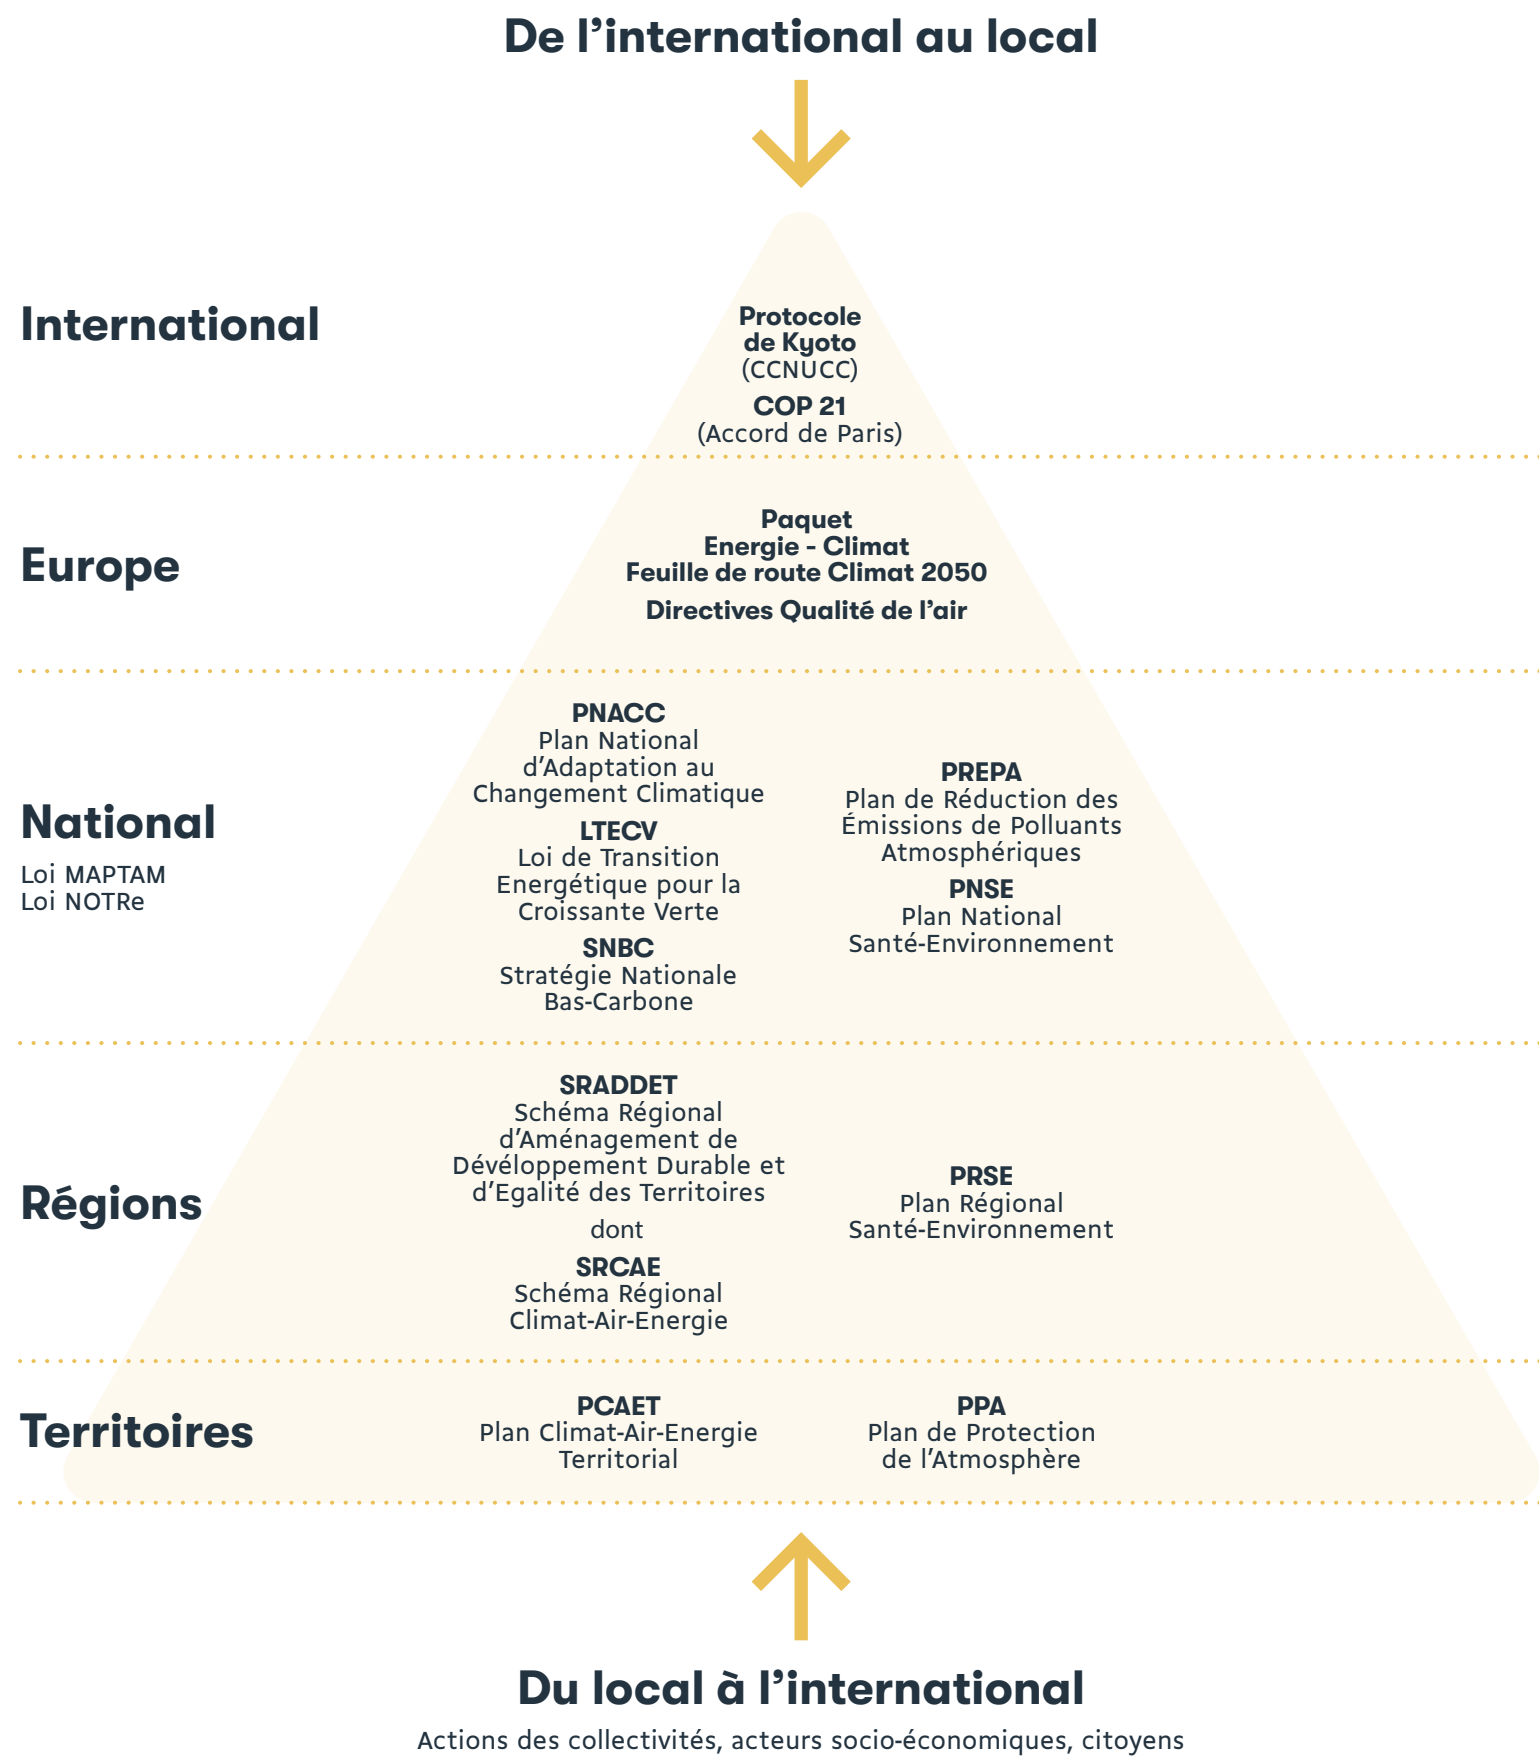 De l’international au local
International
Protocole
de Kyoto
(CCNUCC)
COP 21
(Accord de Paris)
Europe
Paquet
Energie - Climat
Feuille de route Climat 2050
Directives Qualité de l’air
National
Loi MAPTAM
Loi NOTRe
PNACC
Plan National
d’Adaptation au
Changement Climatique
LTECV
Loi de Transition
Energétique pour la
Croissante Verte
SNBC
Stratégie Nationale
Bas-Carbone
PREPA
Plan de Réduction des
Émissions de Polluants
Atmosphériques
PNSE
Plan National
Santé-Environnement
Régions
SRADDET
Schéma Régional
d’Aménagement de
Dévéloppement Durable et
d’Egalité des Territoires
dont
SRCAE
Schéma Régional
Climat-Air-Energie
PRSE
Plan Régional
Santé-Environnement
Territoires
PCAET
Plan Climat-Air-Energie
Territorial
PPA
Plan de Protection
de l’Atmosphère
Du local à l’international
Actions des collectivités, acteurs socio-économiques, citoyens